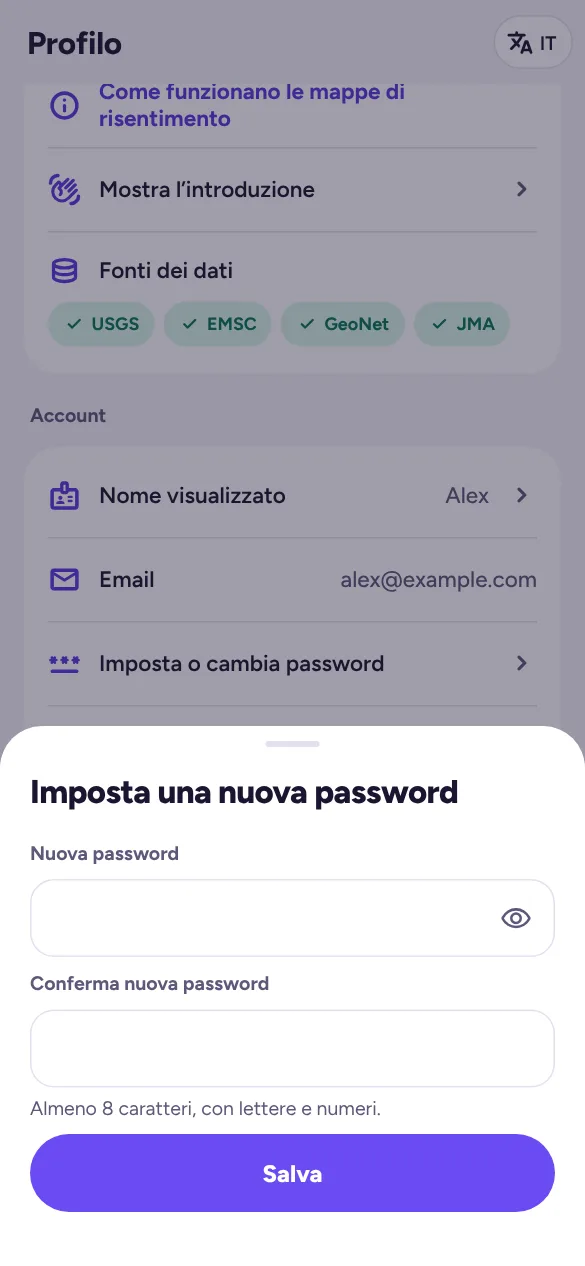 Profilo
IT
Come funzionano le mappe di
risentimento
Mostra l’introduzione
Fonti dei dati
USGS
EMSC
GeoNet
JMA
Account
Nome visualizzato
Alex
Email
alex@example.com
Imposta o cambia password
Imposta una nuova password
Nuova password
Conferma nuova password
Almeno 8 caratteri, con lettere e numeri.
Salva